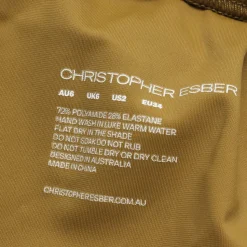 CHRISTOPHER ESBER
AU6 UK6 US2 EU34
72% POLYAMIDE 28% ELASTANE
HAND WASH IN LUKE WARM WATER
FLAT DRY IN THE SHADE
DO NOT SOAK DO NOT RUB
DO NOT TUMBLE DRY OR DRY CLEAN
DESIGNED IN AUSTRALIA
MADE IN CHINA
CHRISTOPHERESBER.COM.AU